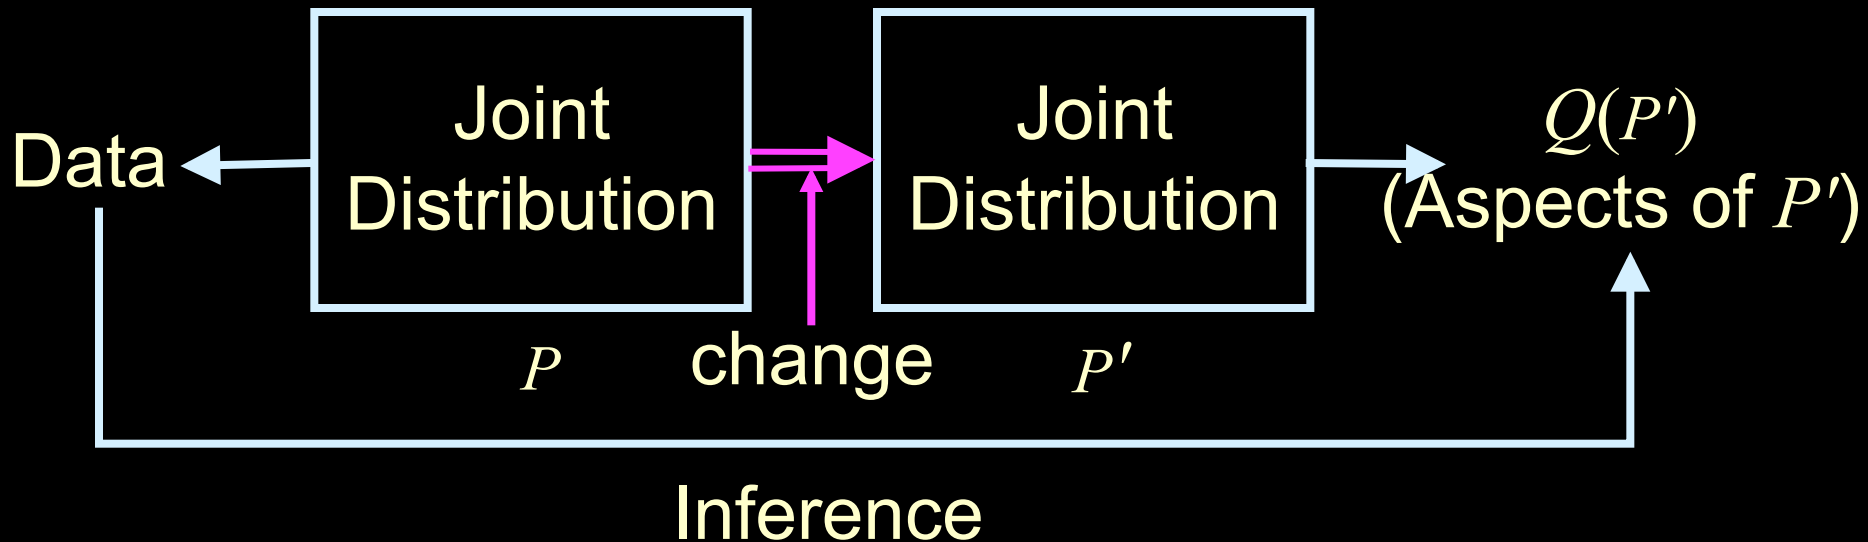 Data
Joint
Distribution
P
change
Joint
Distribution
P′
Q(P′)
(Aspects of P′)
Inference